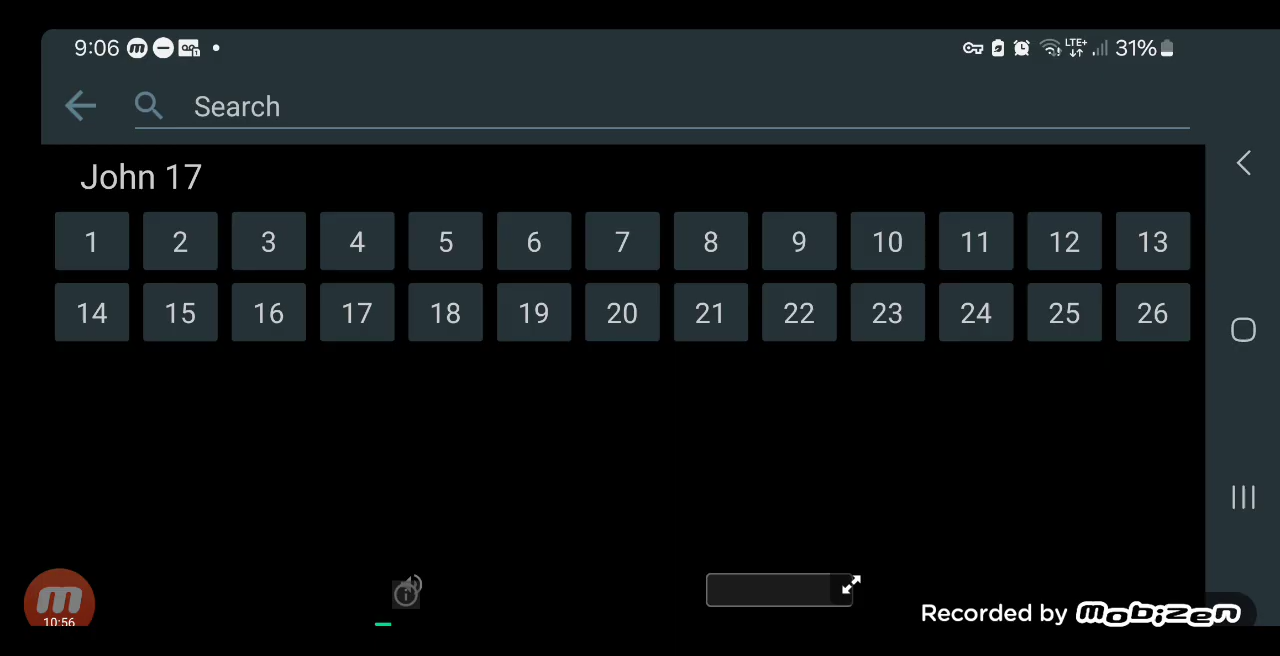 9:06 LTE+ 31%
Search
John 17
1 2 3 4 5 6 7 8 9 10 11 12 13
14 15 16 17 18 19 20 21 22 23 24 25 26
10:56
Recorded by Mobizen